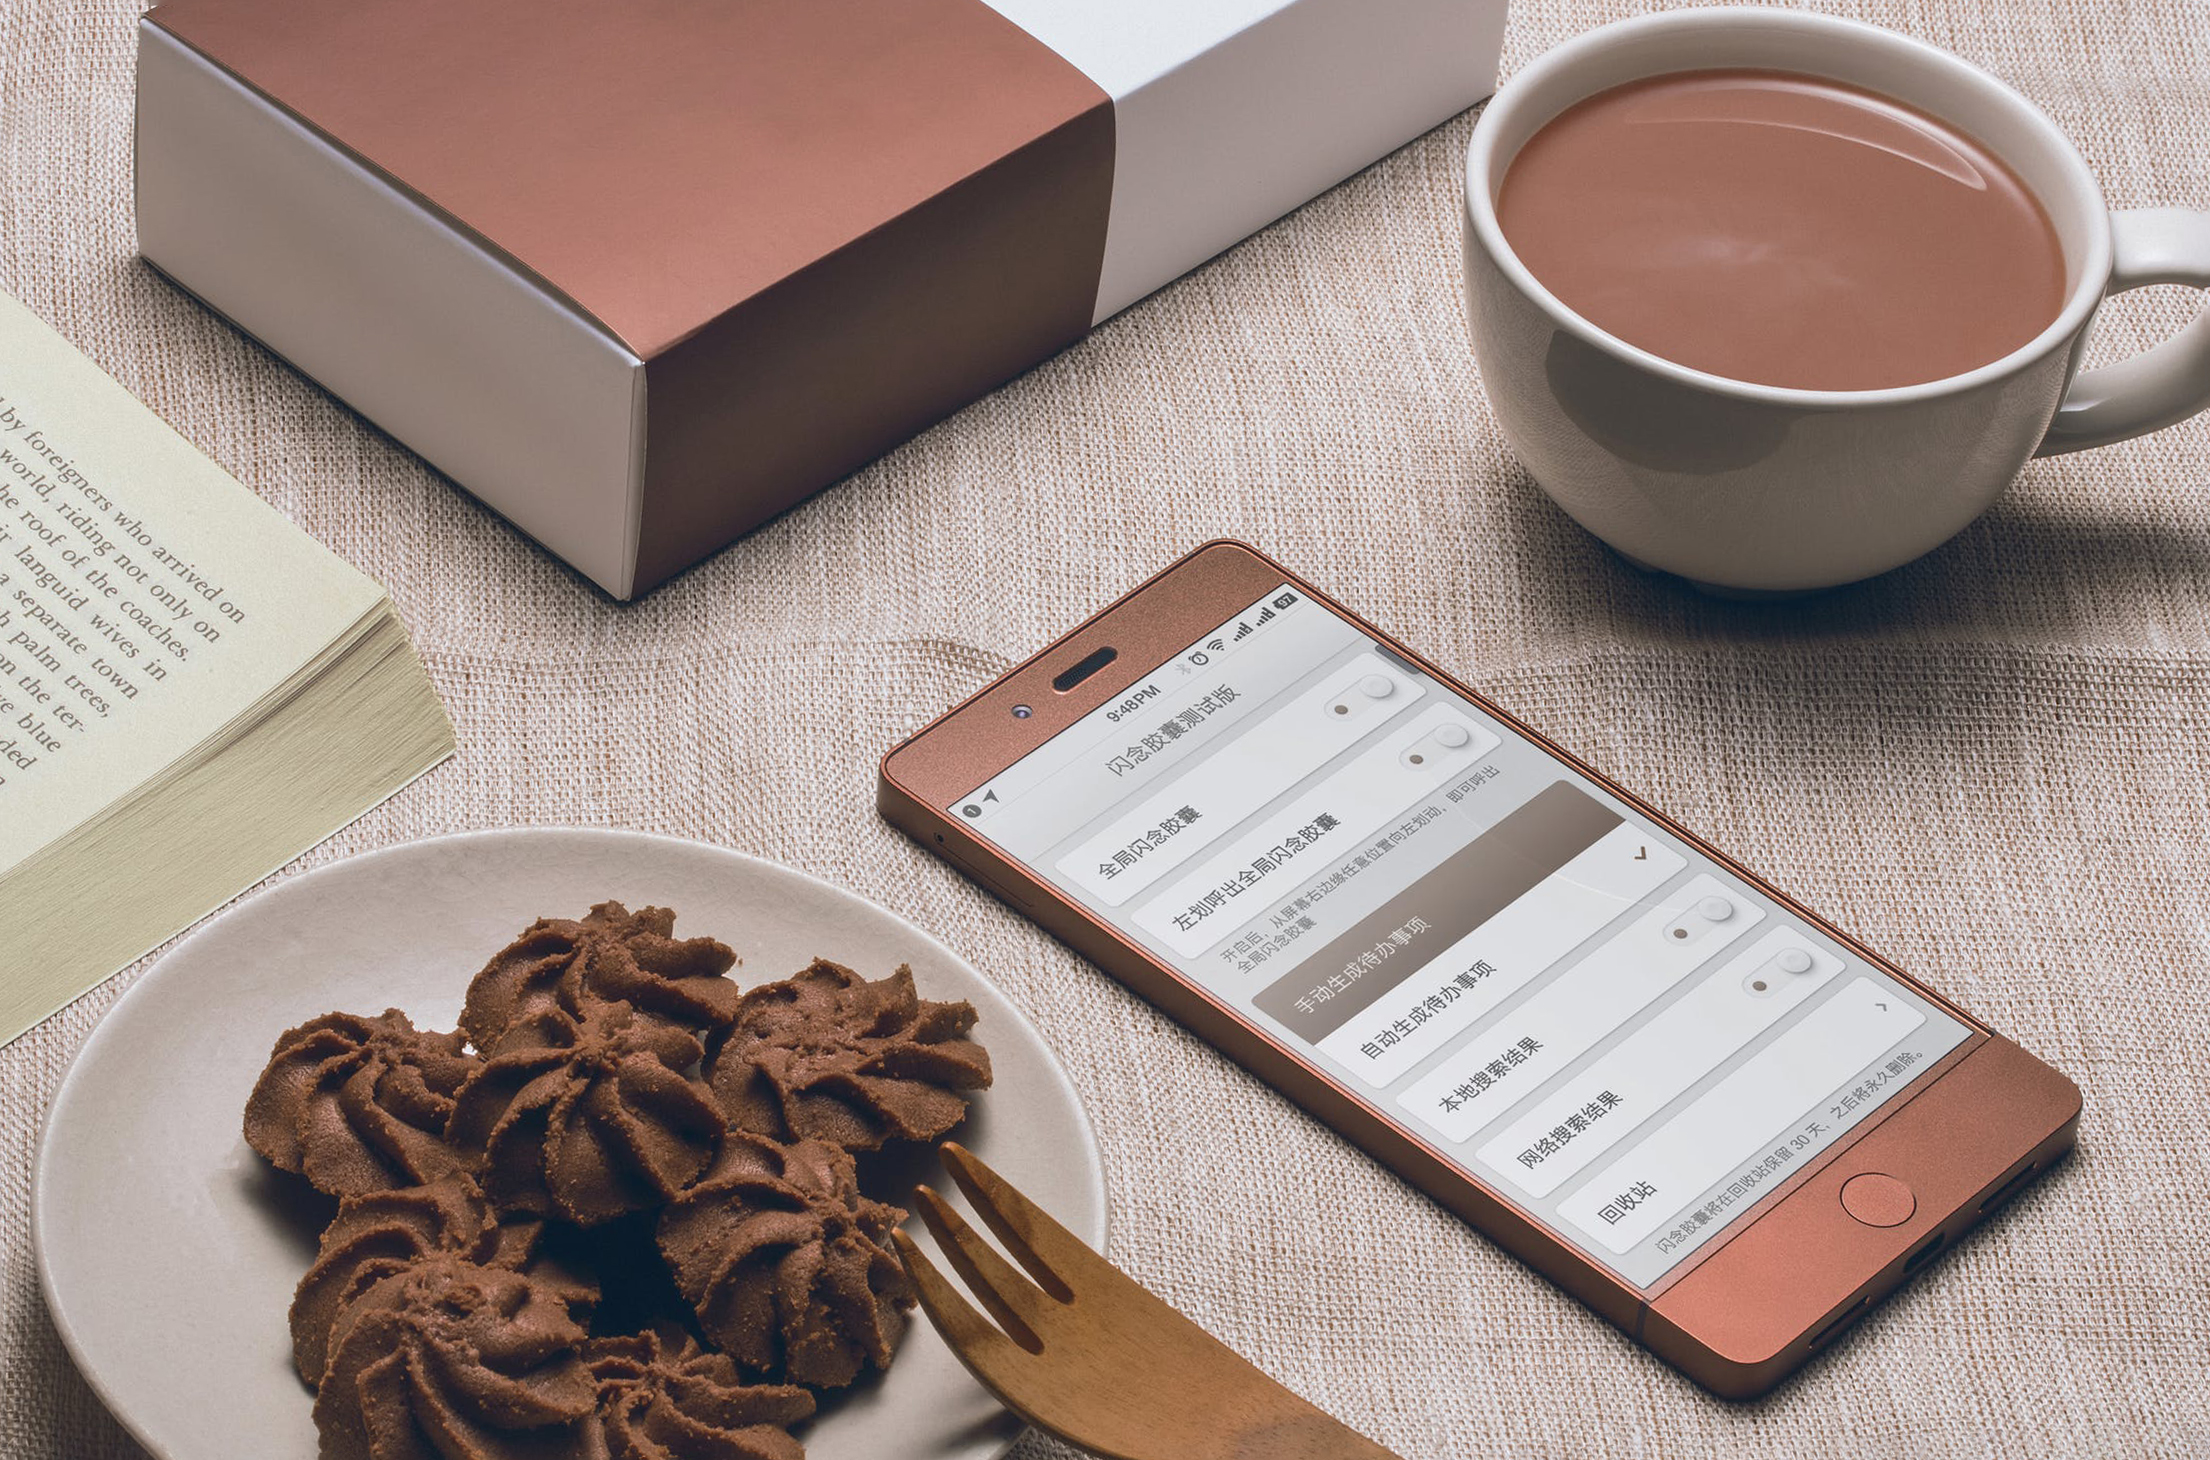 by foreigners who arrived on
world, riding not only on
he roof of the coaches.
languid wives in
a separate town
h palm trees,
on the ter-
e blue
ded
n
9:48PM
97
1
闪念胶囊测试版
全局闪念胶囊
左划呼出全局闪念胶囊
开启后，从屏幕右边缘任意位置向左划动，即可呼出
全局闪念胶囊
手动生成待办事项
自动生成待办事项
本地搜索结果
网络搜索结果
回收站
闪念胶囊将在回收站保留 30 天，之后将永久删除。